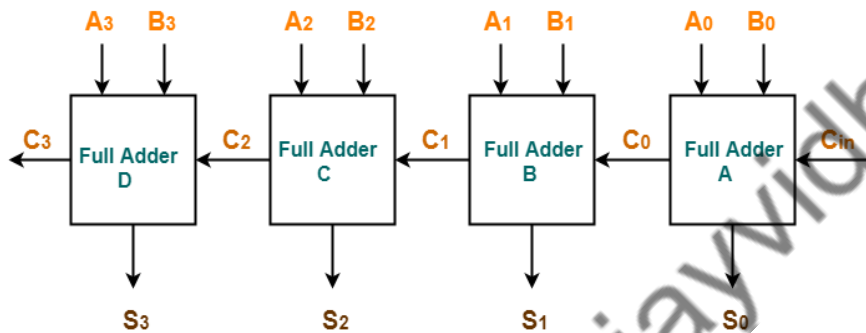 A3 B3 A2 B2 A1 B1 A0 B0
C3 Full Adder D C2 Full Adder C C1 Full Adder B C0 Full Adder A Cin
S3 S2 S1 S0